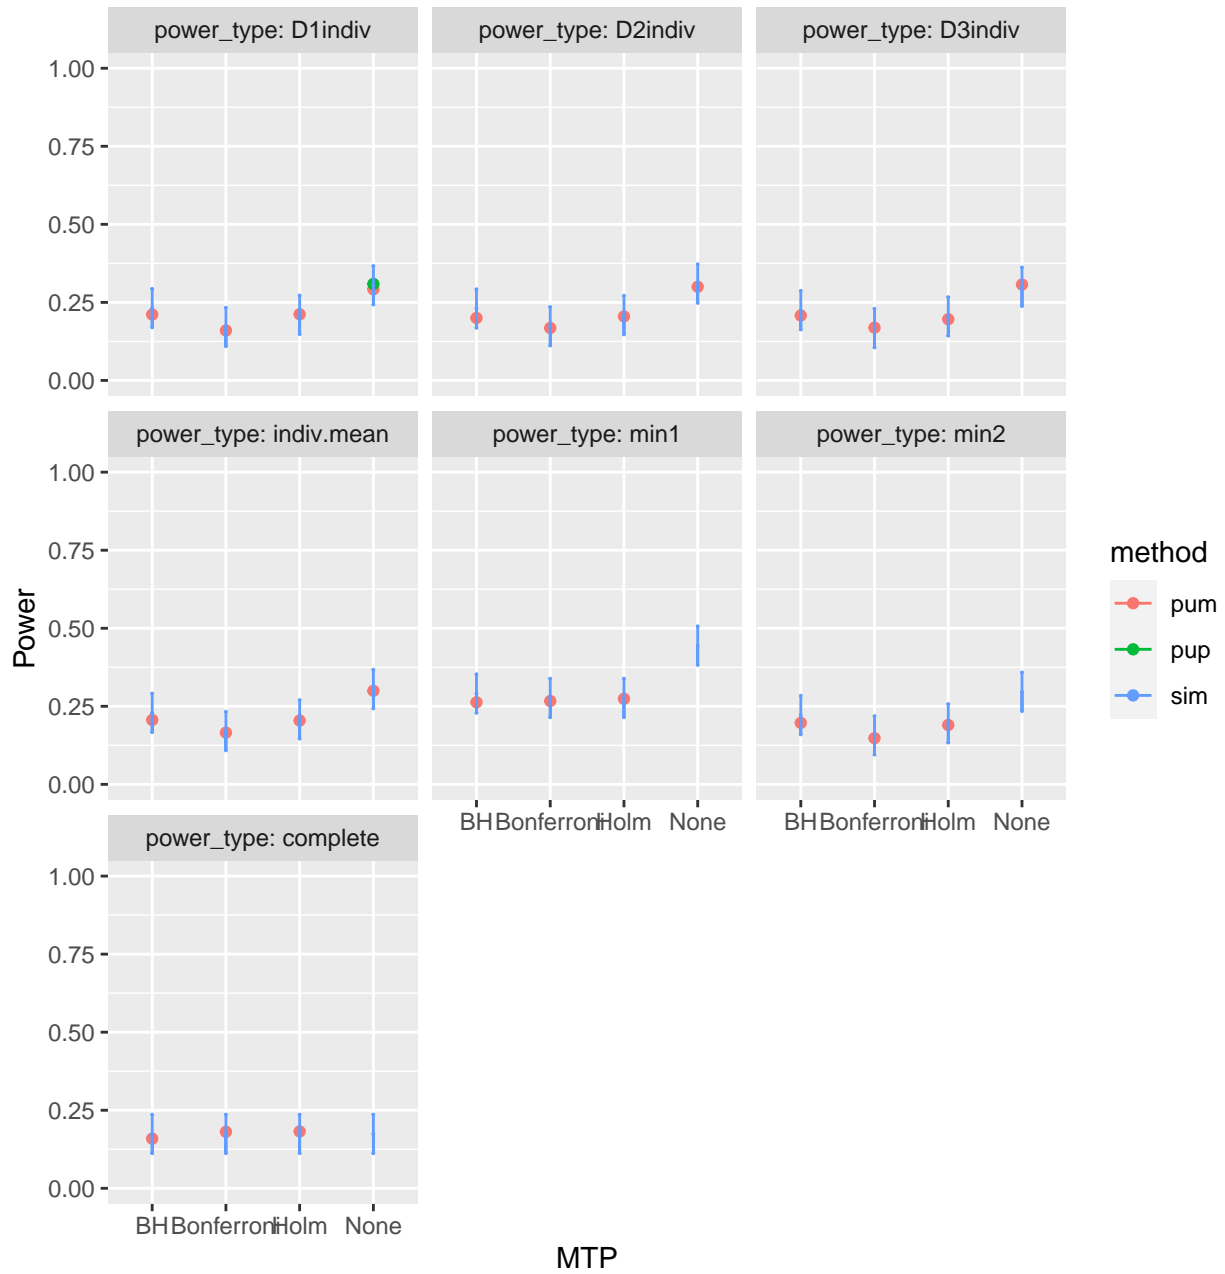 power_type: D1indiv
power_type: D2indiv
power_type: D3indiv
1.00
0.75
0.50
0.25
0.00
power_type: indiv.mean
power_type: min1
power_type: min2
1.00
0.75
0.50
0.25
0.00
BH Bonferroni Holm None
BH Bonferroni Holm None
power_type: complete
1.00
0.75
0.50
0.25
0.00
BH Bonferroni Holm None
MTP
Power
method
pum
pup
sim